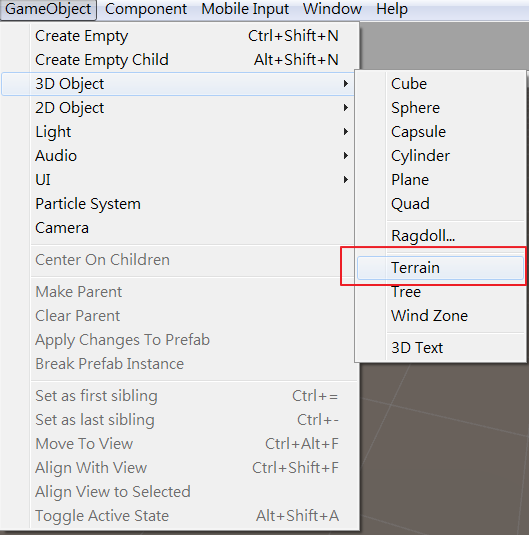 GameObject Component Mobile Input Window Help
Create Empty Ctrl+Shift+N
Create Empty Child Alt+Shift+N
3D Object
2D Object
Light
Audio
UI
Particle System
Camera
Center On Children
Make Parent
Clear Parent
Apply Changes To Prefab
Break Prefab Instance
Set as first sibling Ctrl+=
Set as last sibling Ctrl+-
Move To View Ctrl+Alt+F
Align With View Ctrl+Shift+F
Align View to Selected
Toggle Active State Alt+Shift+A
Cube
Sphere
Capsule
Cylinder
Plane
Quad
Ragdoll...
Terrain
Tree
Wind Zone
3D Text